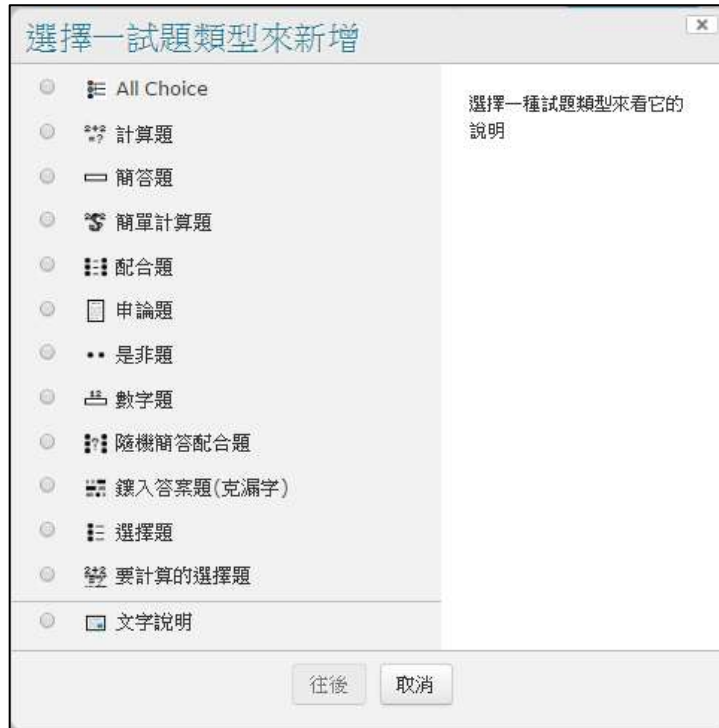 選擇一試題類型來新增
All Choice
計算題
簡答題
簡單計算題
配合題
申論題
是非題
數字題
隨機簡答配合題
鑲入答案題(克漏字)
選擇題
要計算的選擇題
文字說明
選擇一種試題類型來看它的
說明
往後
取消